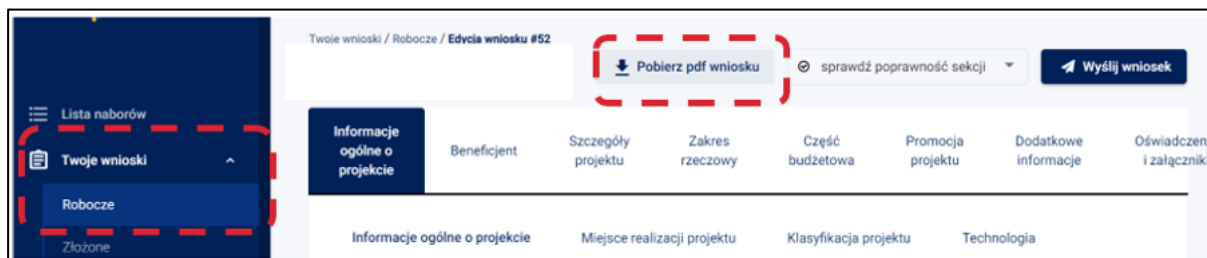 Twoje wnioski / Robocze / Edycja wniosku #52
Pobierz pdf wniosku
sprawdź poprawność sekcji
Wyślij wniosek
Lista naborów
Twoje wnioski
Robocze
Złożone
Informacje
ogólne o
projekcie
Beneficjent
Szczegóły
projektu
Zakres
rzeczowy
Część
budżetowa
Promocja
projektu
Dodatkowe
informacje
Oświadczen
i załączniki
Informacje ogólne o projekcie
Miejsce realizacji projektu
Klasyfikacja projektu
Technologia